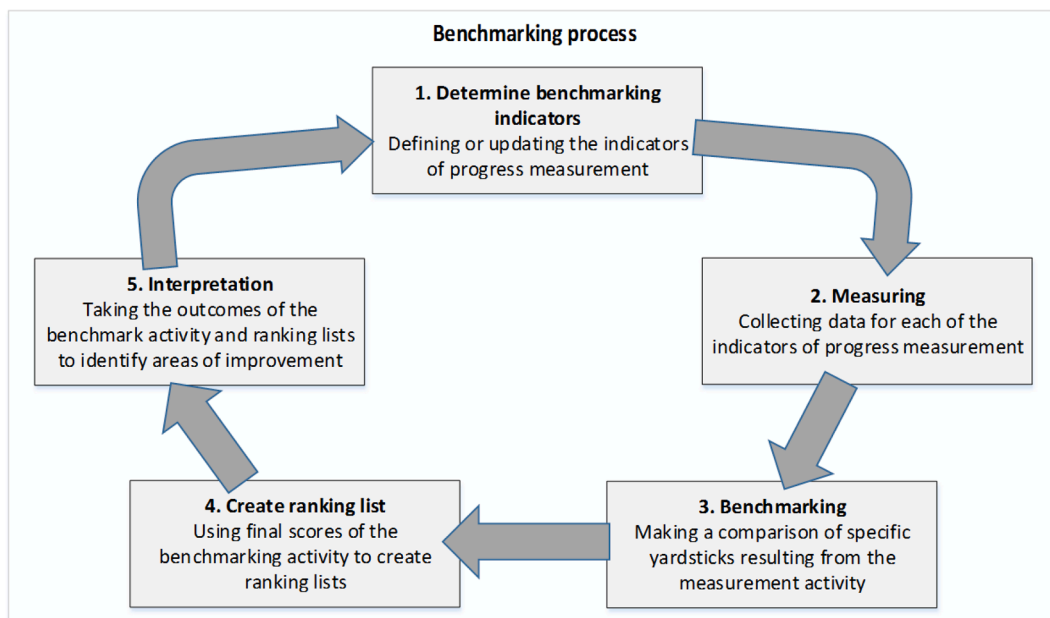 Benchmarking process
1. Determine benchmarking
indicators
Defining or updating the indicators
of progress measurement
2. Measuring
Collecting data for each of the
indicators of progress measurement
3. Benchmarking
Making a comparison of specific
yardsticks resulting from the
measurement activity
4. Create ranking list
Using final scores of the
benchmarking activity to create
ranking lists
5. Interpretation
Taking the outcomes of the
benchmark activity and ranking lists
to identify areas of improvement